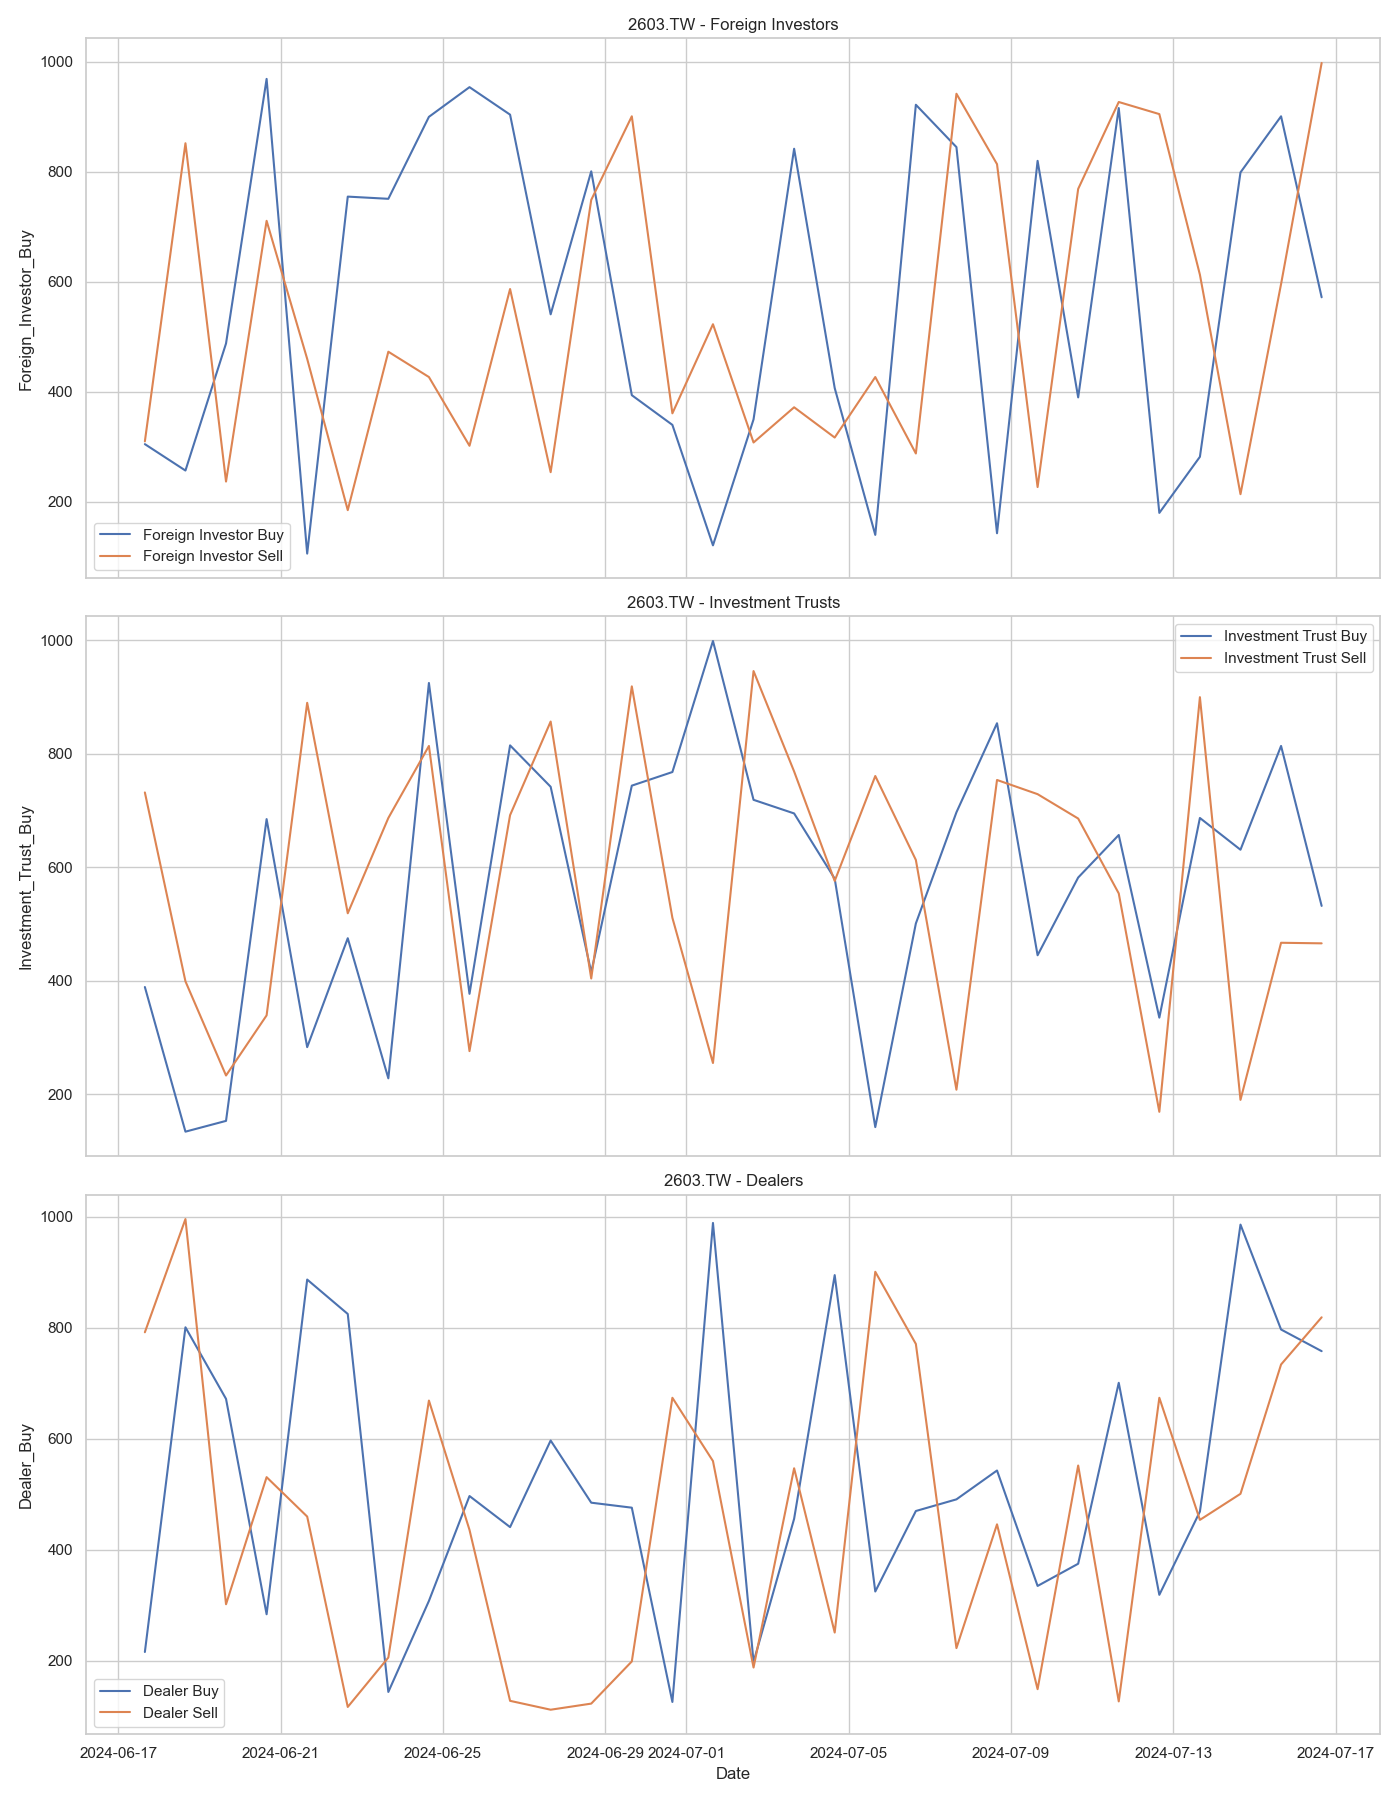 2603.TW - Foreign Investors
1000
800
600
400
200
Foreign_Investor_Buy
Foreign Investor Buy
Foreign Investor Sell
2603.TW - Investment Trusts
1000
800
600
400
200
Investment_Trust_Buy
Investment Trust Buy
Investment Trust Sell
2603.TW - Dealers
1000
800
600
400
200
Dealer_Buy
Dealer Buy
Dealer Sell
2024-06-17 2024-06-21 2024-06-25 2024-06-29 2024-07-01 2024-07-05 2024-07-09 2024-07-13 2024-07-17
Date